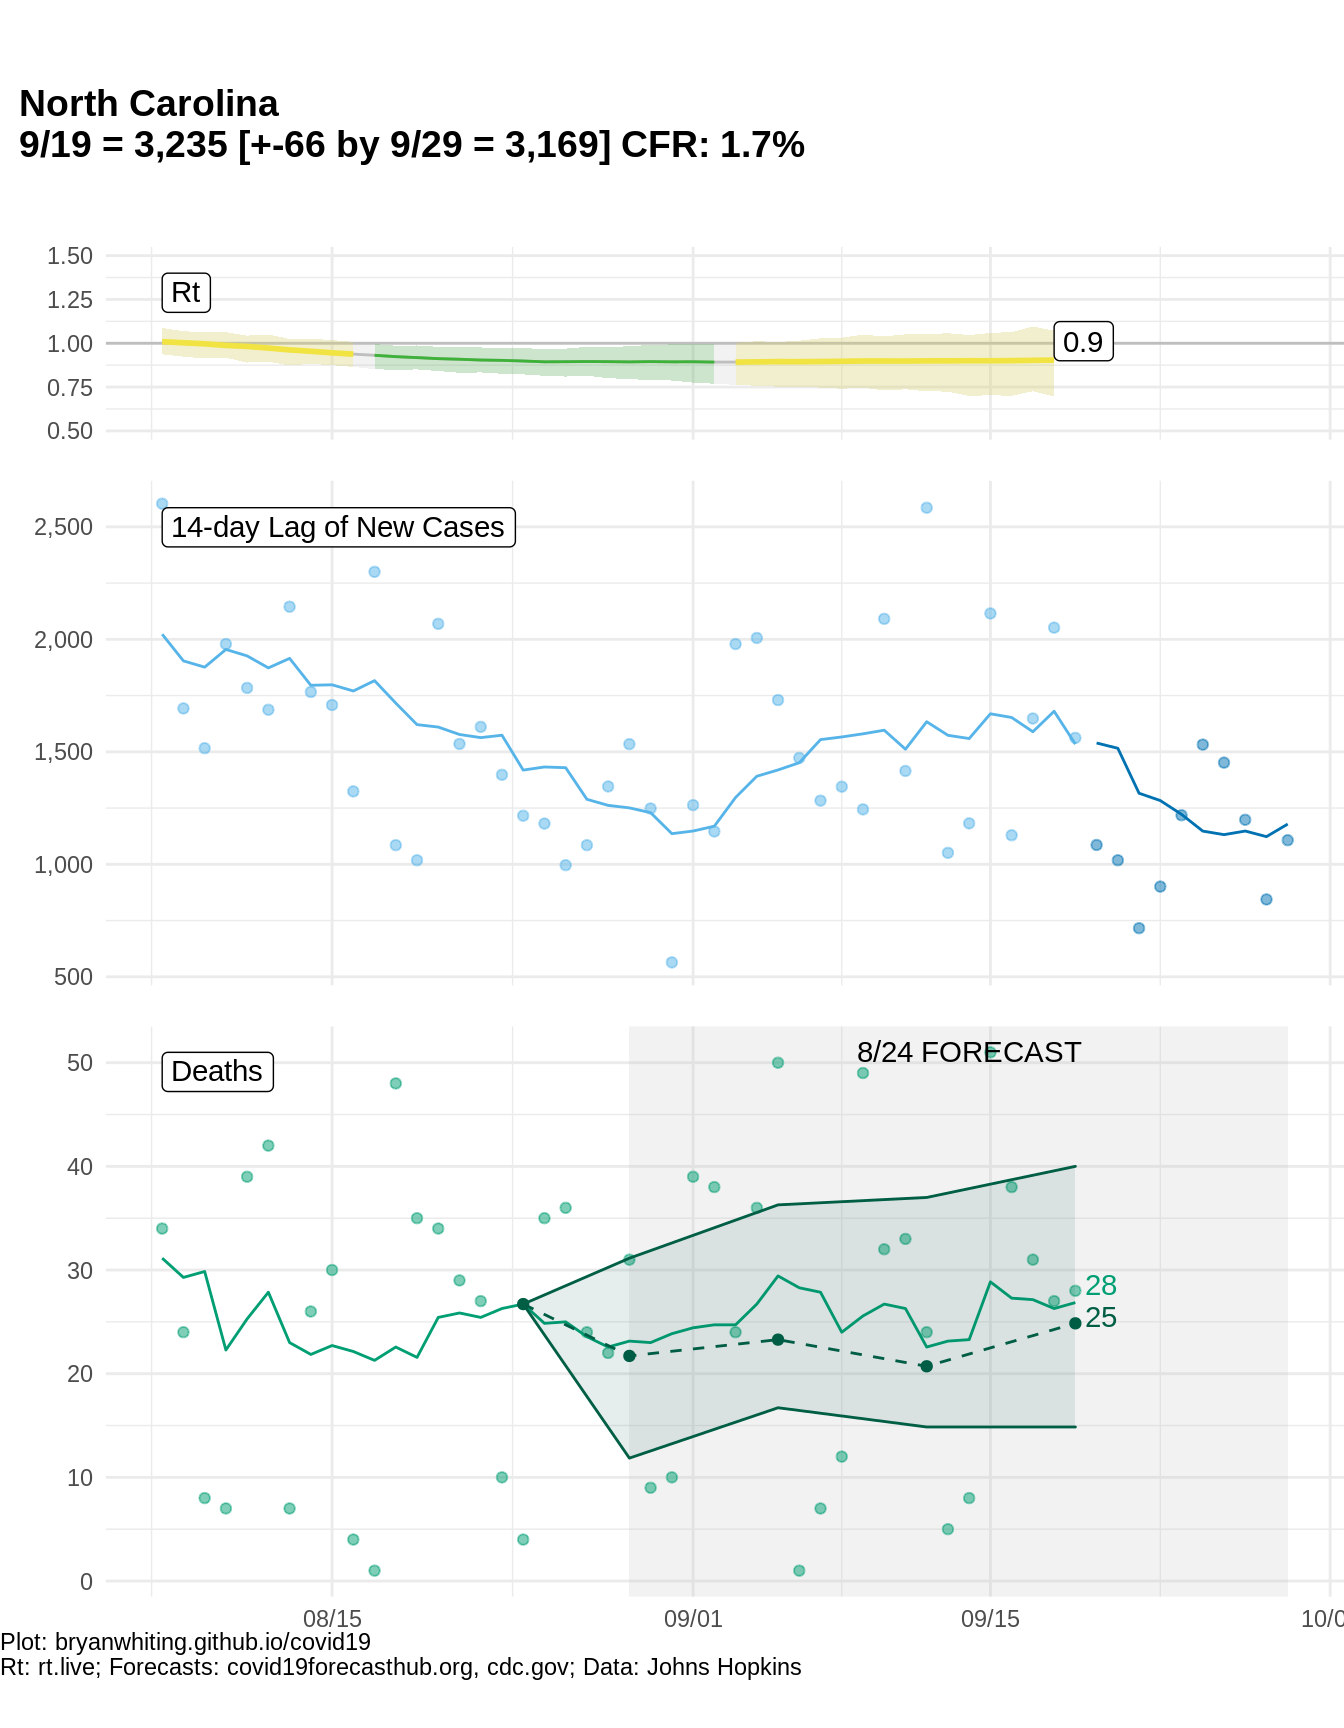 North Carolina
9/19 = 3,235 [+-66 by 9/29 = 3,169] CFR: 1.7%
1.50
1.25
1.00
0.75
0.50
Rt
0.9
2,500
2,000
1,500
1,000
500
14-day Lag of New Cases
50
40
30
20
10
0
Deaths
8/24 FORECAST
28
25
08/15
09/01
09/15
10/0
Plot: bryanwhiting.github.io/covid19
Rt: rt.live; Forecasts: covid19forecasthub.org, cdc.gov; Data: Johns Hopkins